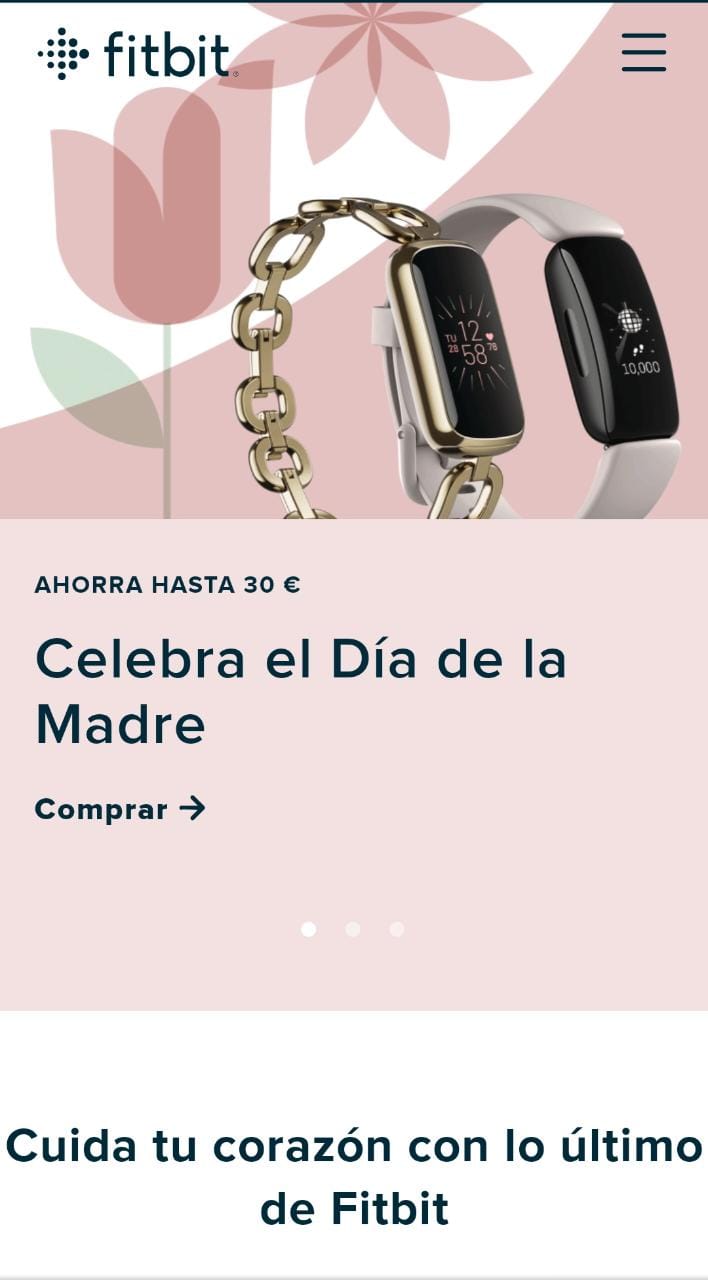 fitbit
TU 12
28 58 78
10,000
AHORRA HASTA 30 €
Celebra el Día de la
Madre
Comprar →
Cuida tu corazón con lo último
de Fitbit